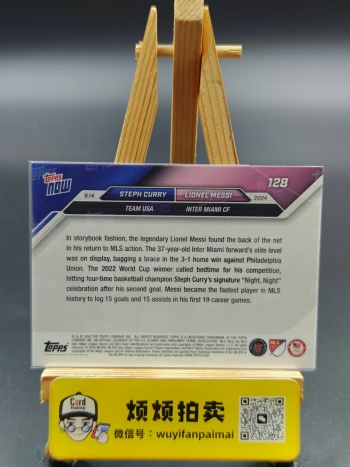 Topps NOW
128
9.14
STEPH CURRY
LIONEL MESSI
2024
TEAM USA
INTER MIAMI CF
In storybook fashion, the legendary Lionel Messi found the back of the net
in his return to MLS action. The 37-year-old Inter Miami forward's elite level
was on display, bagging a brace in the 3-1 home win against Philadelphia
Union. The 2022 World Cup winner called bedtime for his competition,
hitting four-time basketball champion Steph Curry's signature "Night, Night"
celebration after his second goal. Messi became the fastest player in MLS
history to log 15 goals and 15 assists in his first 19 career games.
Topps
Card
烦烦拍卖
微信号：wuyifanpaimai